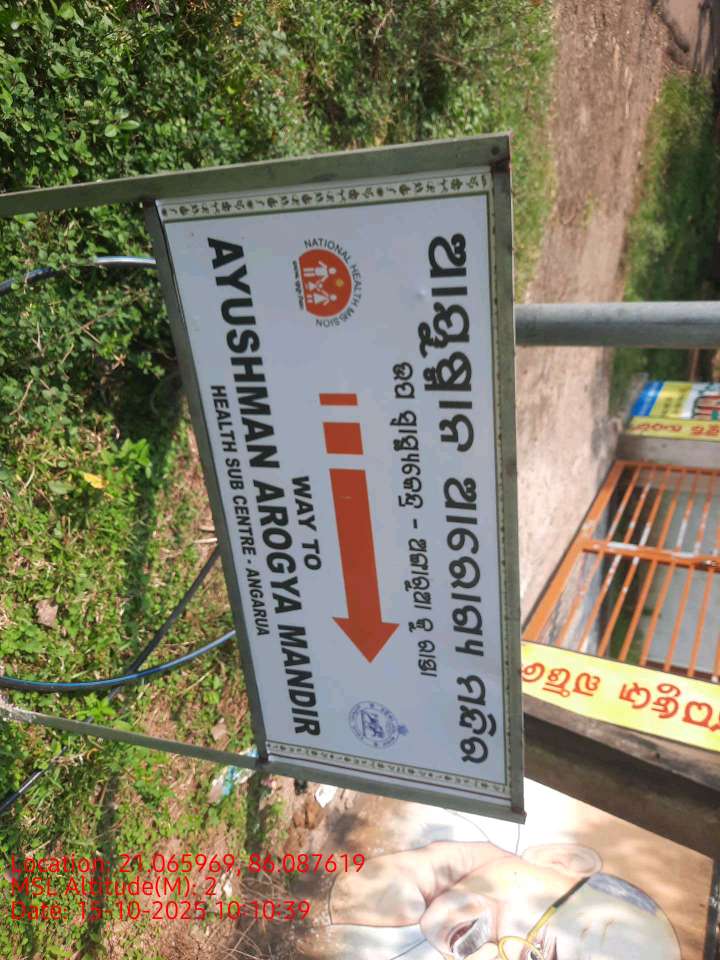 ଆୟୁଷ୍ମାନ ଆରୋଗ୍ୟ ମନ୍ଦିର
ଉପ ସ୍ୱାସ୍ଥ୍ୟକେନ୍ଦ୍ର - ଅଙ୍ଗାରୁଆ କୁ ରାସ୍ତା
NATIONAL HEALTH MISSION
WAY TO
AYUSHMAN AROGYA MANDIR
HEALTH SUB CENTRE - ANGARUA
Location: 21.065969, 86.087619
MSL Altitude(M): 2
Date: 15-10-2025 10:10:39